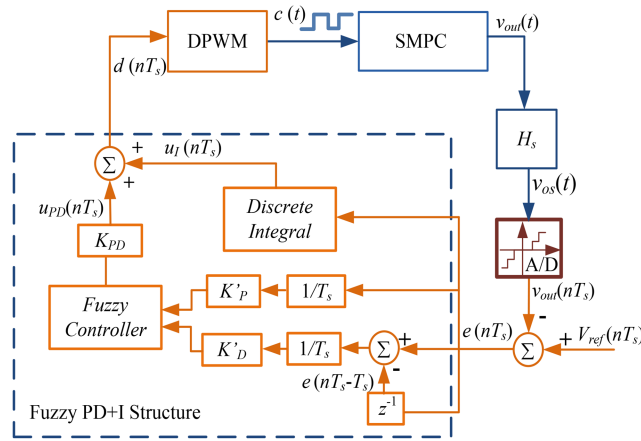 c (t)
DPWM
SMPC
v_out(t)
d (nT_s)
H_s
v_os(t)
Σ
+
+
u_I (nT_s)
u_PD(nT_s)
K_PD
Discrete
Integral
A/D
v_out(nT_s)
Fuzzy
Controller
K'_P
1/T_s
K'_D
1/T_s
Σ
+
-
e (nT_s)
Σ
-
+
V_ref(nT_s)
e (nT_s-T_s)
z^-1
Fuzzy PD+I Structure